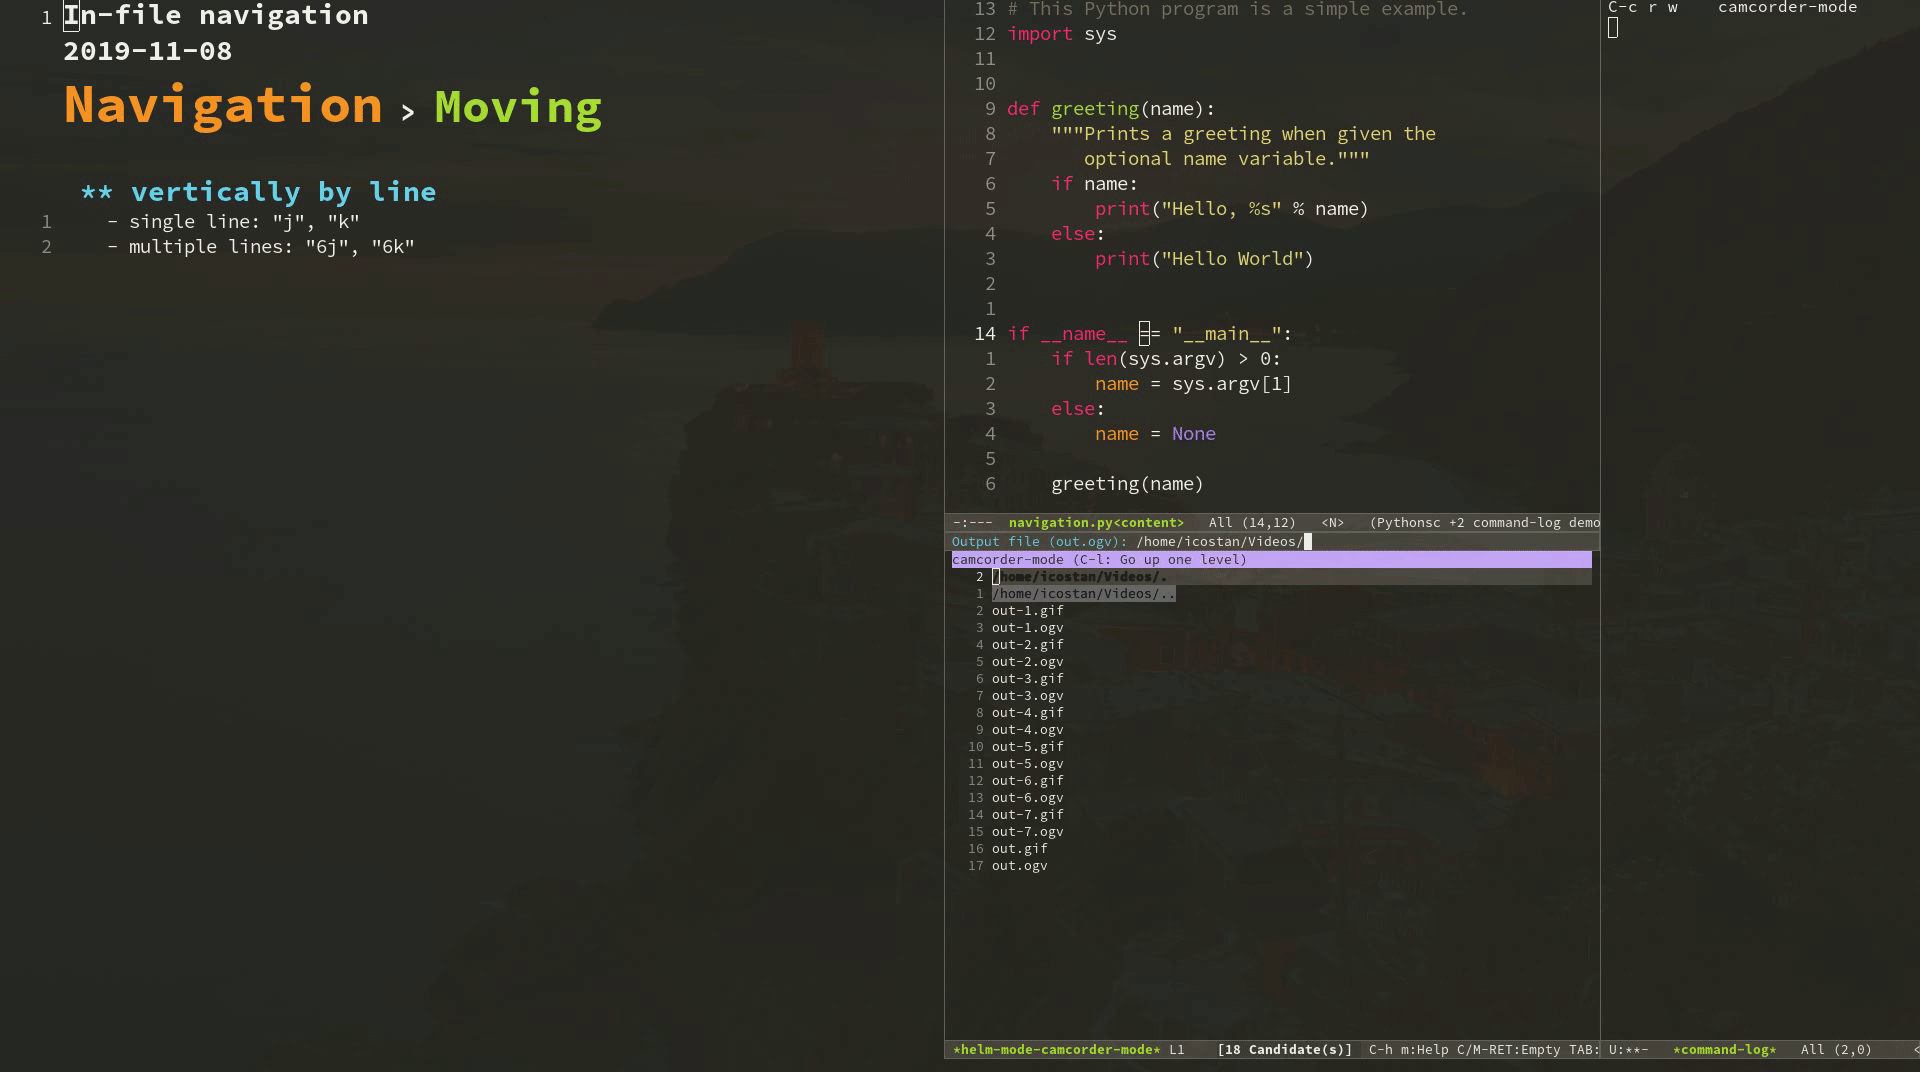 1 In-file navigation
2019-11-08
Navigation > Moving
** vertically by line
1 - single line: "j", "k"
2 - multiple lines: "6j", "6k"
13 # This Python program is a simple example.
12 import sys
11
10
9 def greeting(name):
8 """Prints a greeting when given the
7 optional name variable."""
6 if name:
5 print("Hello, %s" % name)
4 else:
3 print("Hello World")
2
1
14 if __name__ == "__main__":
1 if len(sys.argv) > 0:
2 name = sys.argv[1]
3 else:
4 name = None
5
6 greeting(name)
-:--- navigation.py<content> All (14,12) <N> (Pythonsc +2 command-log demo
Output file (out.ogv): /home/icostan/Videos/
camcorder-mode (C-l: Go up one level)
2 /home/icostan/Videos/.
1 /home/icostan/Videos/..
2 out-1.gif
3 out-1.ogv
4 out-2.gif
5 out-2.ogv
6 out-3.gif
7 out-3.ogv
8 out-4.gif
9 out-4.ogv
10 out-5.gif
11 out-5.ogv
12 out-6.gif
13 out-6.ogv
14 out-7.gif
15 out-7.ogv
16 out.gif
17 out.ogv
*helm-mode-camcorder-mode* L1 [18 Candidate(s)] C-h m:Help C/M-RET:Empty TAB:
C-c r w camcorder-mode
U:**- *command-log* All (2,0) <